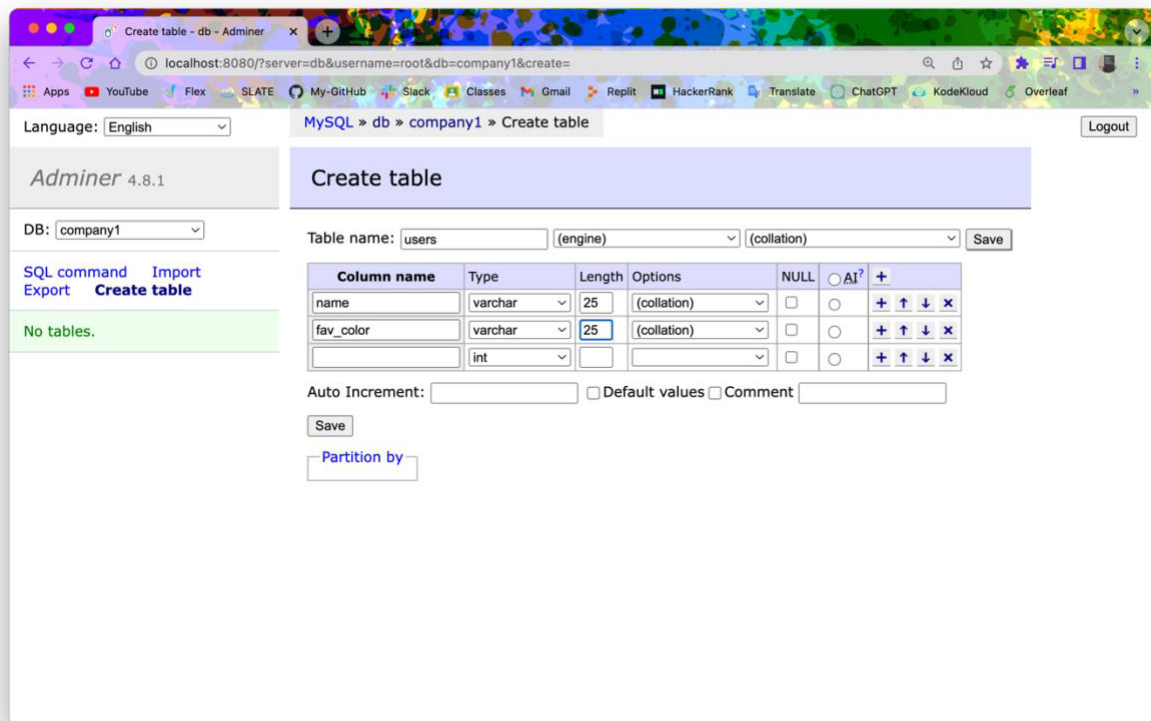 Create table - db - Adminer
localhost:8080/?server=db&username=root&db=company1&create=
Apps YouTube Flex SLATE My-GitHub Slack Classes Gmail Replit HackerRank Translate ChatGPT KodeKloud Overleaf »
Language: English
MySQL » db » company1 » Create table
Logout
Adminer 4.8.1
Create table
DB: company1
Table name: users (engine) (collation) Save
SQL command Import
Export Create table
No tables.
Column name Type Length Options NULL AI? +
name varchar 25 (collation)
fav_color varchar 25 (collation)
int
Auto Increment: Default values Comment
Save
Partition by